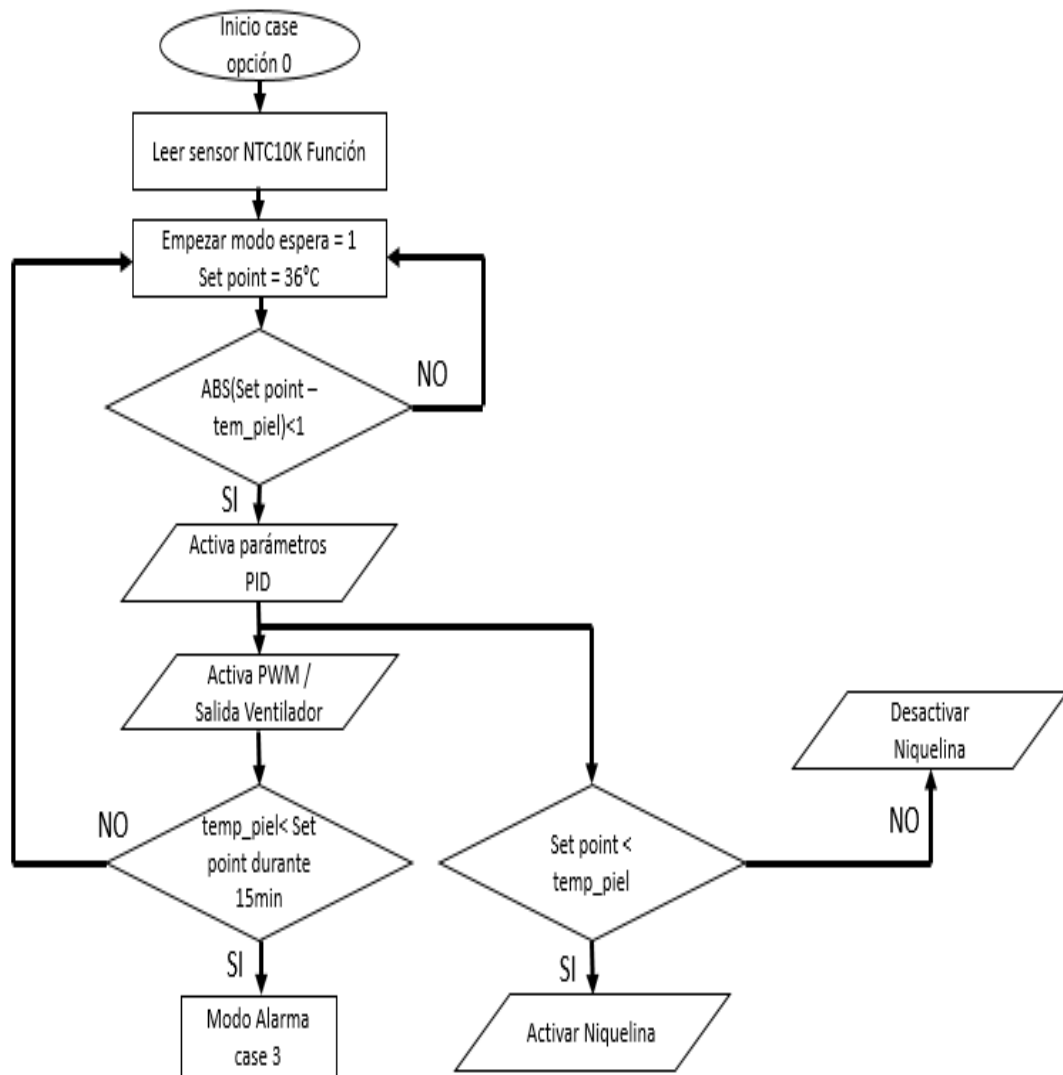 Inicio case
opción 0
Leer sensor NTC10K Función
Empezar modo espera = 1
Set point = 36°C
ABS(Set point –
tem_piel)<1
NO
SI
Activa parámetros
PID
Activa PWM /
Salida Ventilador
Desactivar
Niquelina
NO
temp_piel< Set
point durante
15min
Set point <
temp_piel
NO
SI
SI
Modo Alarma
case 3
Activar Niquelina